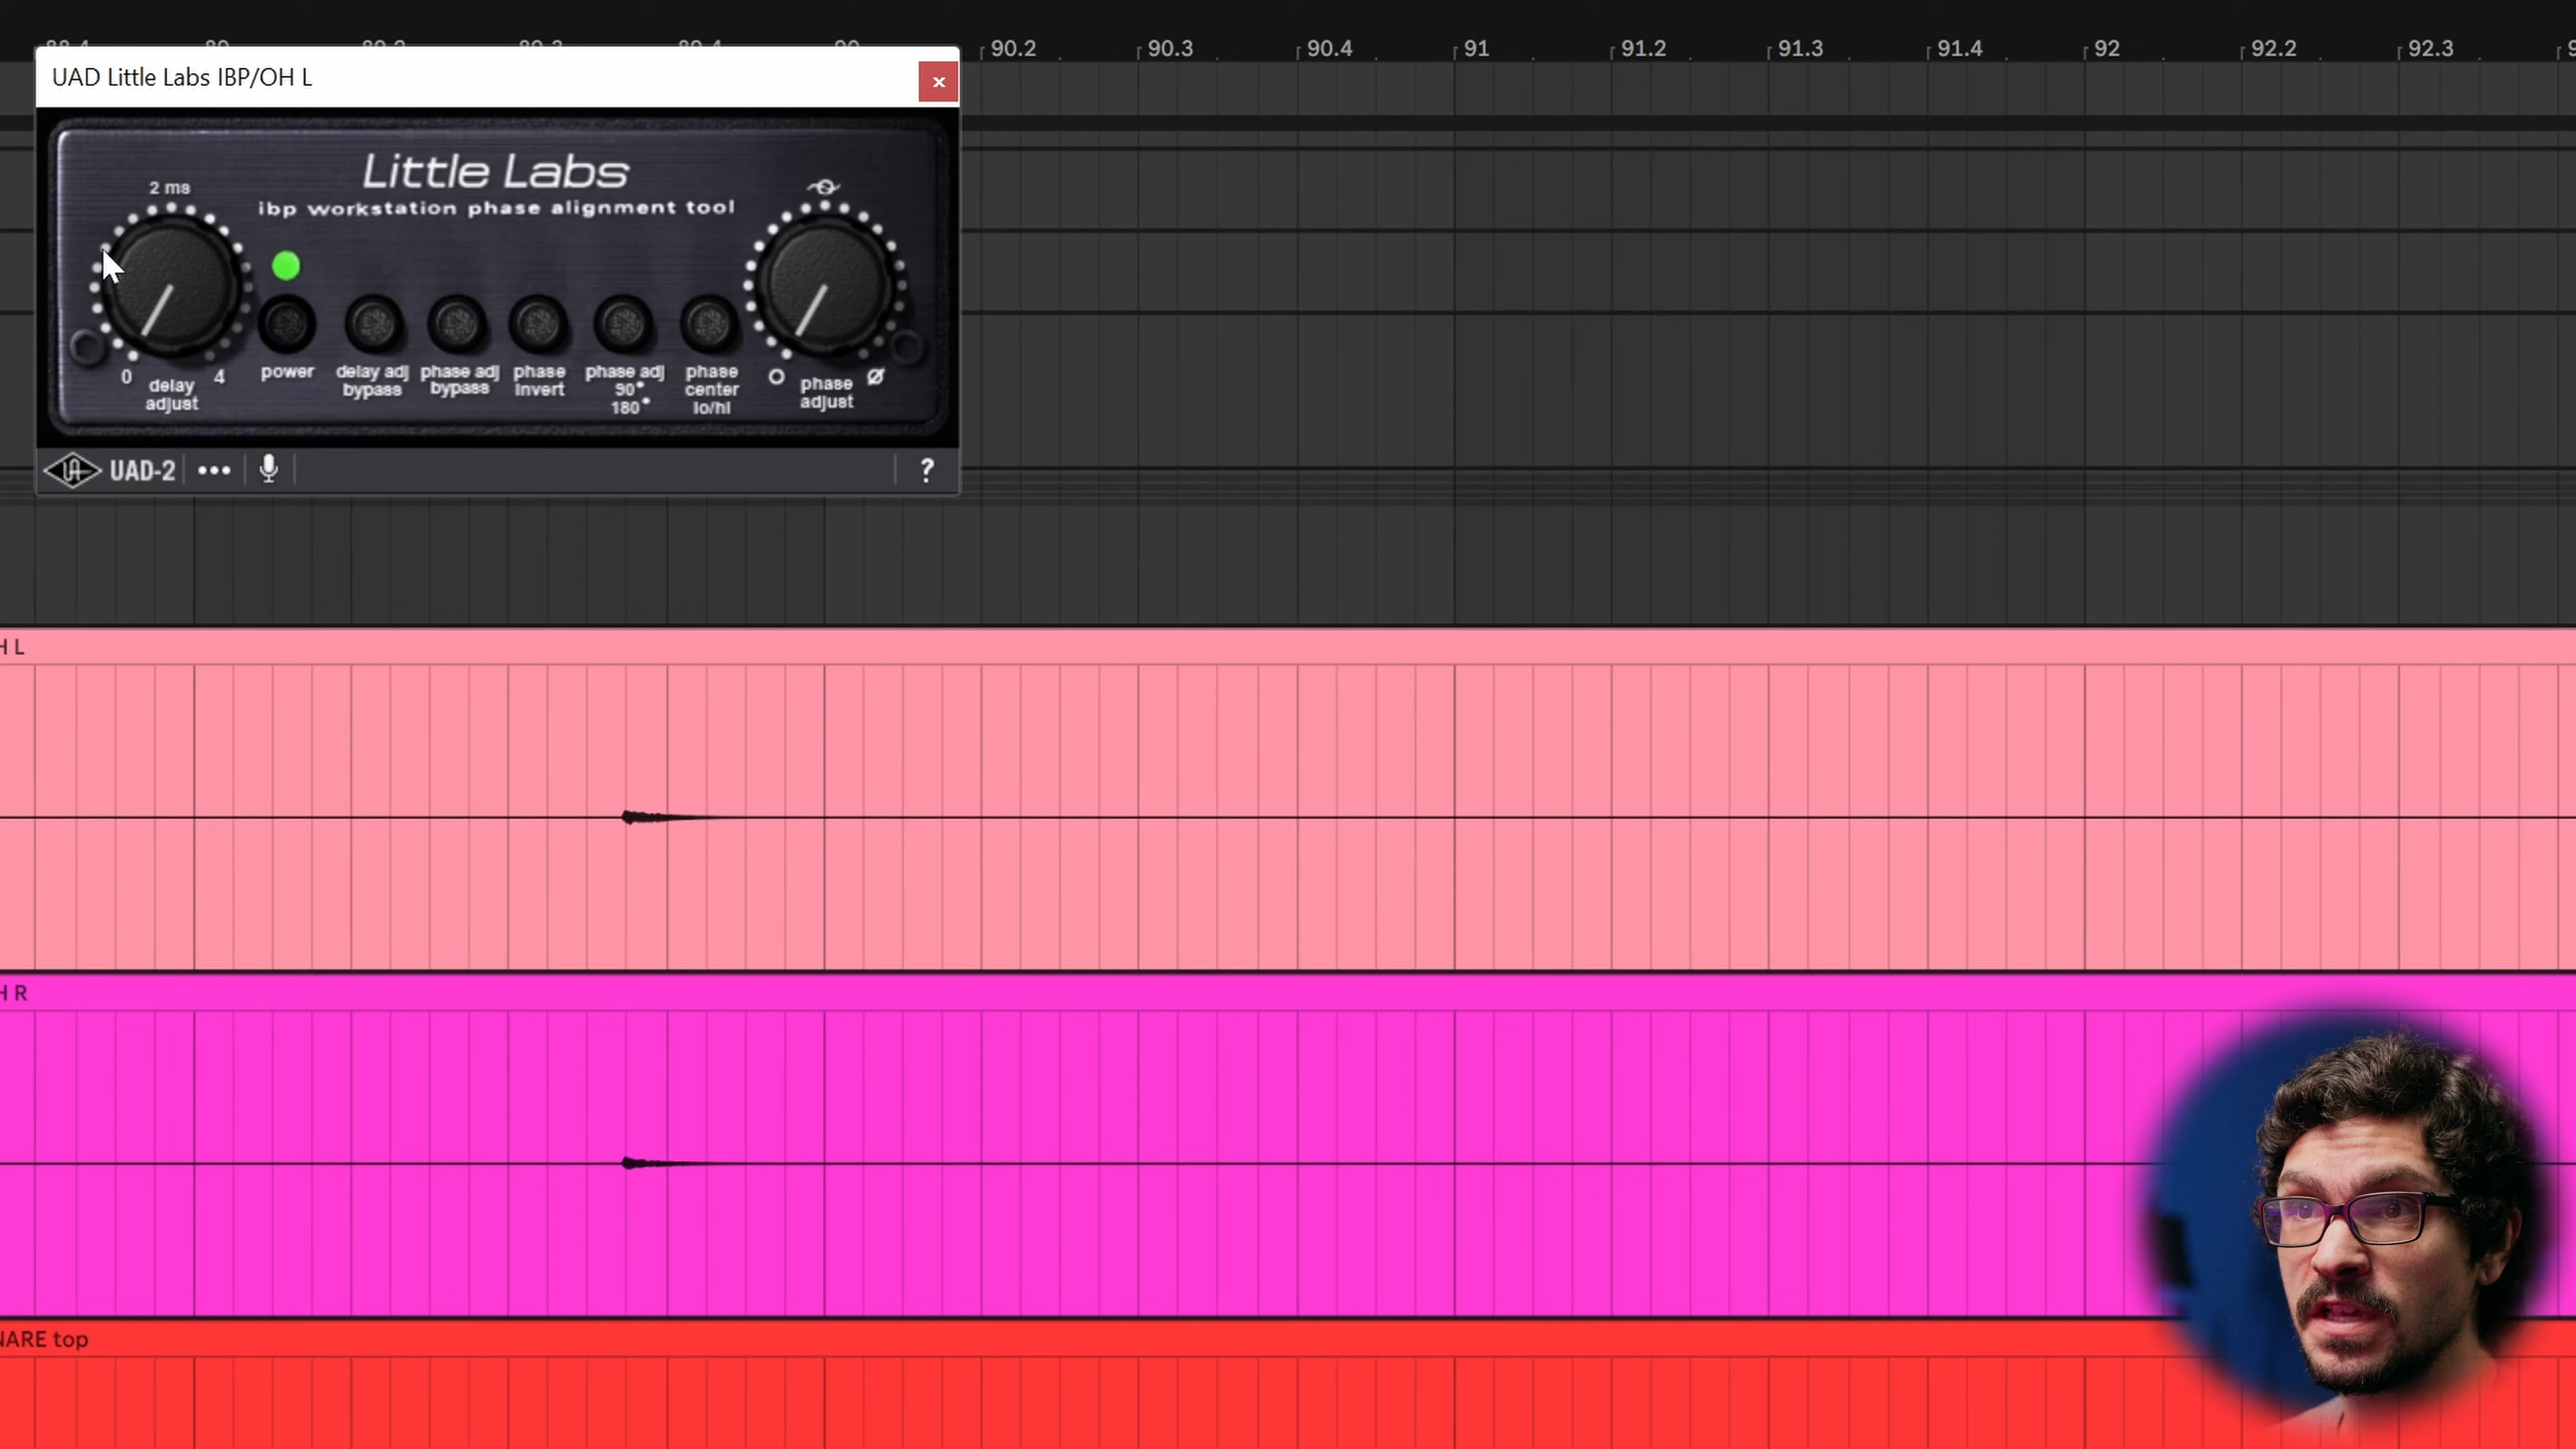 90.2 90.3 90.4 91 91.2 91.3 91.4 92 92.2 92.3
UAD Little Labs IBP/OH L
x
Little Labs
ibp workstation phase alignment tool
2 ms
0
4
delay
adjust
power
delay adj
bypass
phase adj
bypass
phase
invert
phase adj
90°
180°
phase
center
lo/hi
phase
adjust
UA UAD-2 ••• ?
H L
H R
NARE top